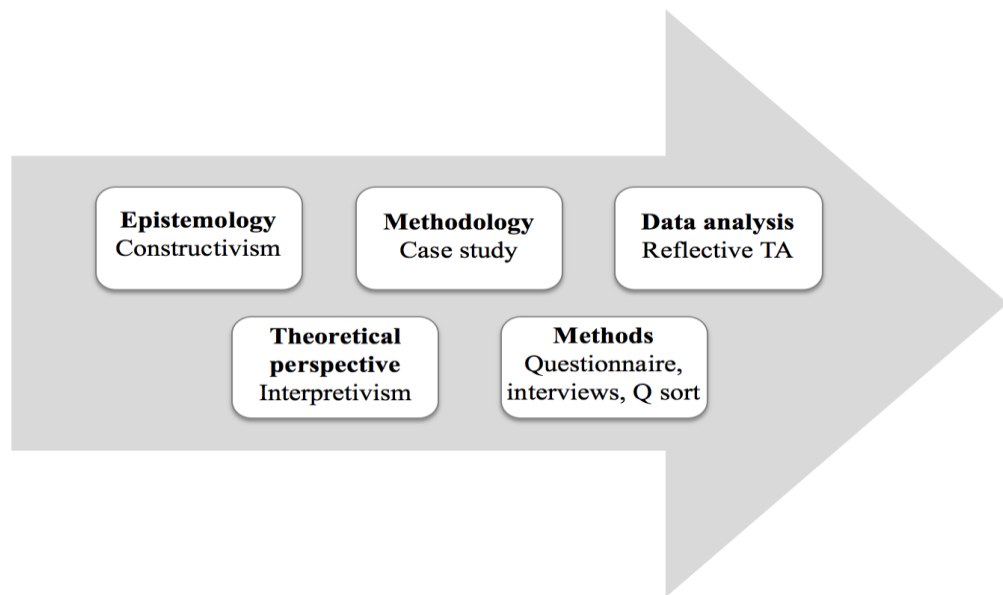 Epistemology
Constructivism
Methodology
Case study
Data analysis
Reflective TA
Theoretical
perspective
Interpretivism
Methods
Questionnaire,
interviews, Q sort